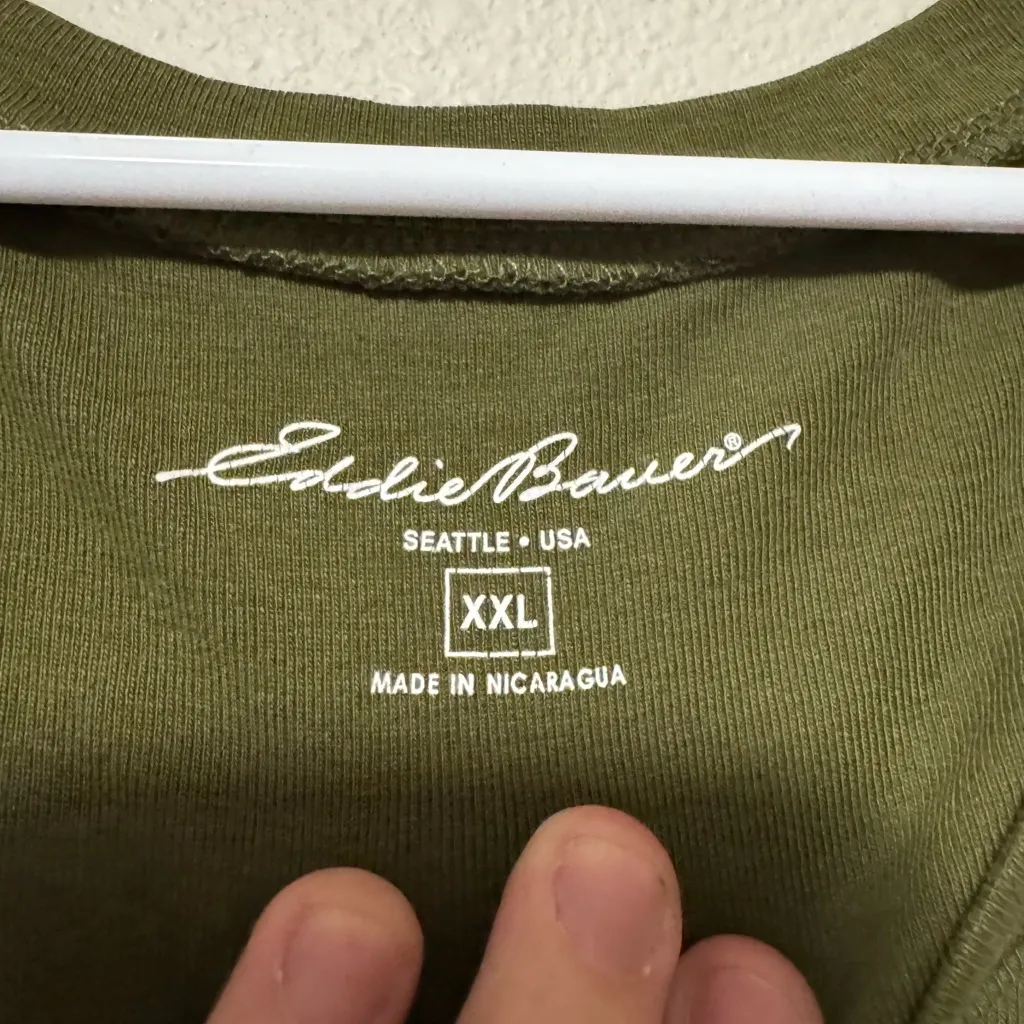 Eddie Bauer®
SEATTLE • USA
XXL
MADE IN NICARAGUA